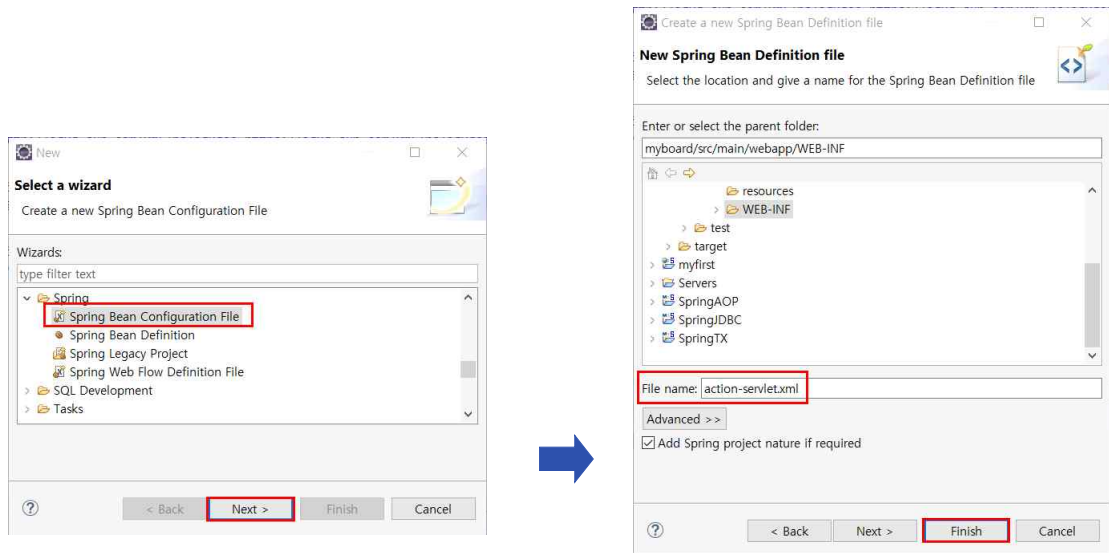 New
Select a wizard
Create a new Spring Bean Configuration File
Wizards:
type filter text
Spring
Spring Bean Configuration File
Spring Bean Definition
Spring Legacy Project
Spring Web Flow Definition File
SQL Development
Tasks
< Back
Next >
Finish
Cancel
Create a new Spring Bean Definition file
New Spring Bean Definition file
Select the location and give a name for the Spring Bean Definition file
Enter or select the parent folder:
myboard/src/main/webapp/WEB-INF
resources
WEB-INF
test
target
myfirst
Servers
SpringAOP
SpringJDBC
SpringTX
File name: action-servlet.xml
Advanced >>
Add Spring project nature if required
< Back
Next >
Finish
Cancel